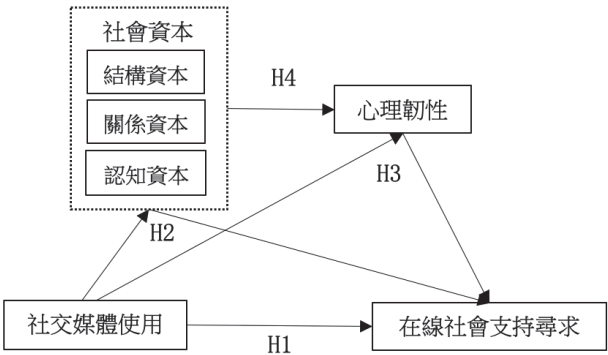 社會資本
結構資本
關係資本
認知資本
H4
心理韌性
H3
H2
社交媒體使用
H1
在線社會支持尋求